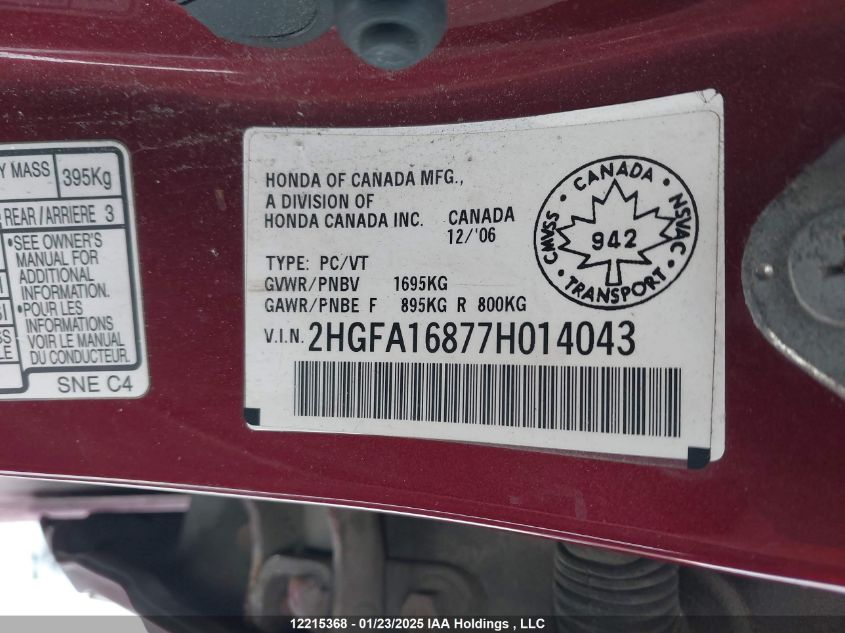 Y MASS 395Kg
REAR/ARRIERE 3
•SEE OWNER'S
MANUAL FOR
ADDITIONAL
INFORMATION.
•POUR LES
INFORMATION
VOIR LE MANUAL
DU CONDUCTEUR
SNE C4
HONDA OF CANADA MFG.,
A DIVISION OF
HONDA CANADA INC. CANADA
12/'06
TYPE: PC/VT
GVWR/PNBV 1695KG
GAWR/PNBE F 895KG R 800KG
V.I.N. 2HGFA16877H014043
CANADA
CMVSS 942 NSVAC
TRANSPORT
12215368 - 01/23/2025 IAA Holdings , LLC